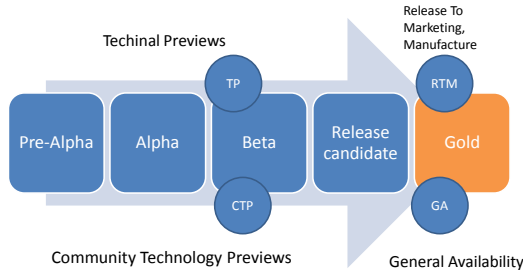 Release To
Marketing,
Manufacture
Techinal Previews
TP
RTM
Pre-Alpha
Alpha
Beta
Release
candidate
Gold
CTP
GA
Community Technology Previews
General Availability